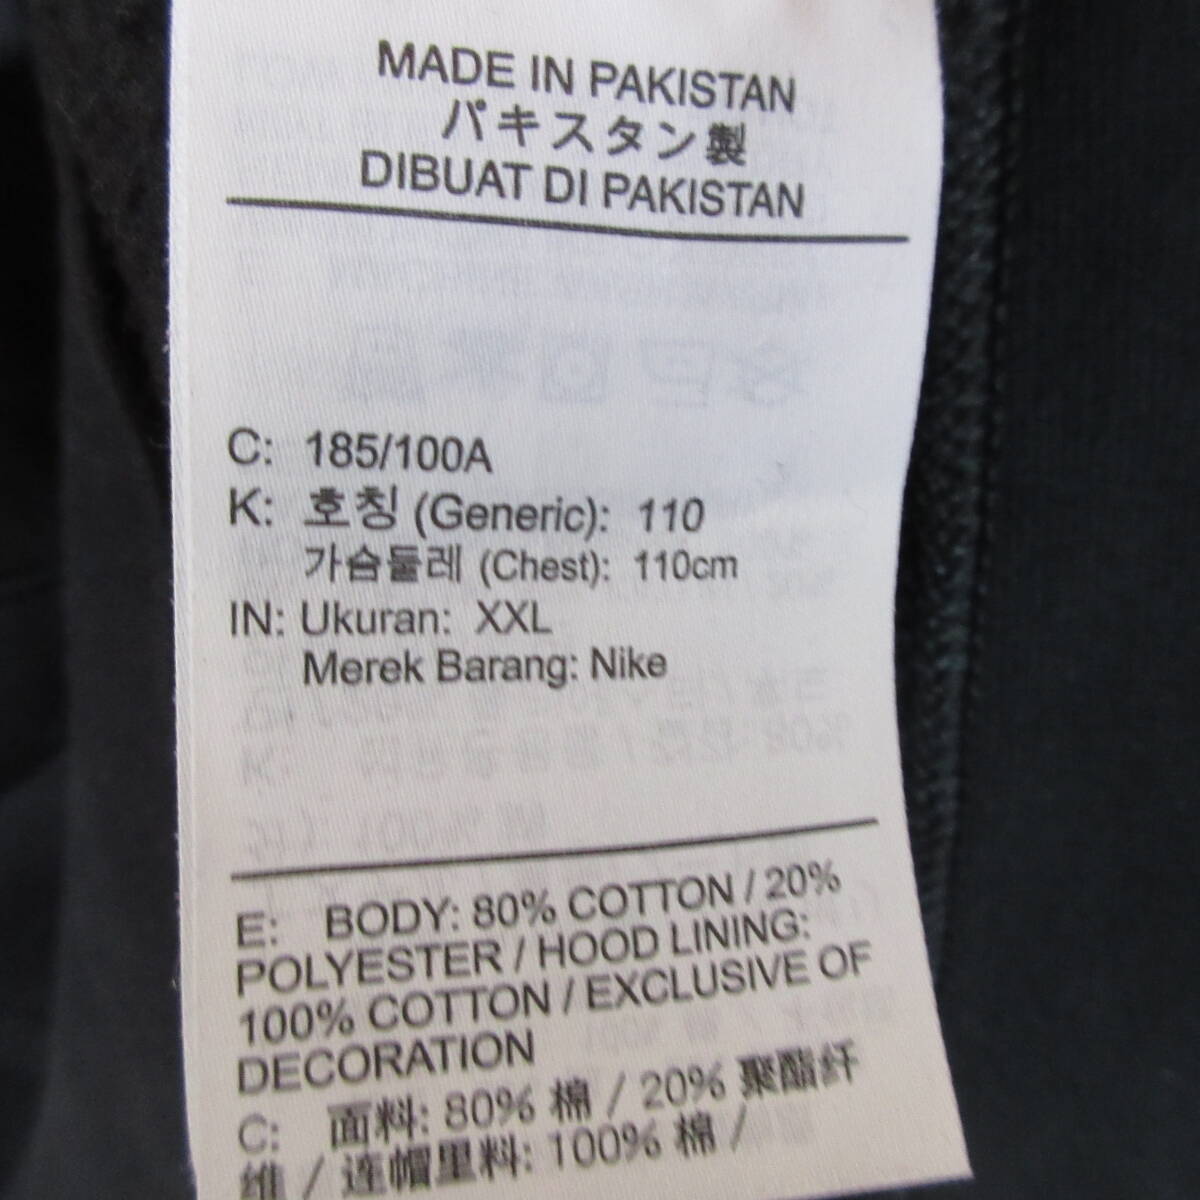 MADE IN PAKISTAN
パキスタン製
DIBUAT DI PAKISTAN
C: 185/100A
K: 호칭 (Generic): 110
가슴둘레 (Chest): 110cm
IN: Ukuran: XXL
Merek Barang: Nike
E: BODY: 80% COTTON / 20%
POLYESTER / HOOD LINING:
100% COTTON / EXCLUSIVE OF
DECORATION
C: 面料: 80% 棉 / 20% 聚酯纤
维 / 连帽里料: 100% 棉 /